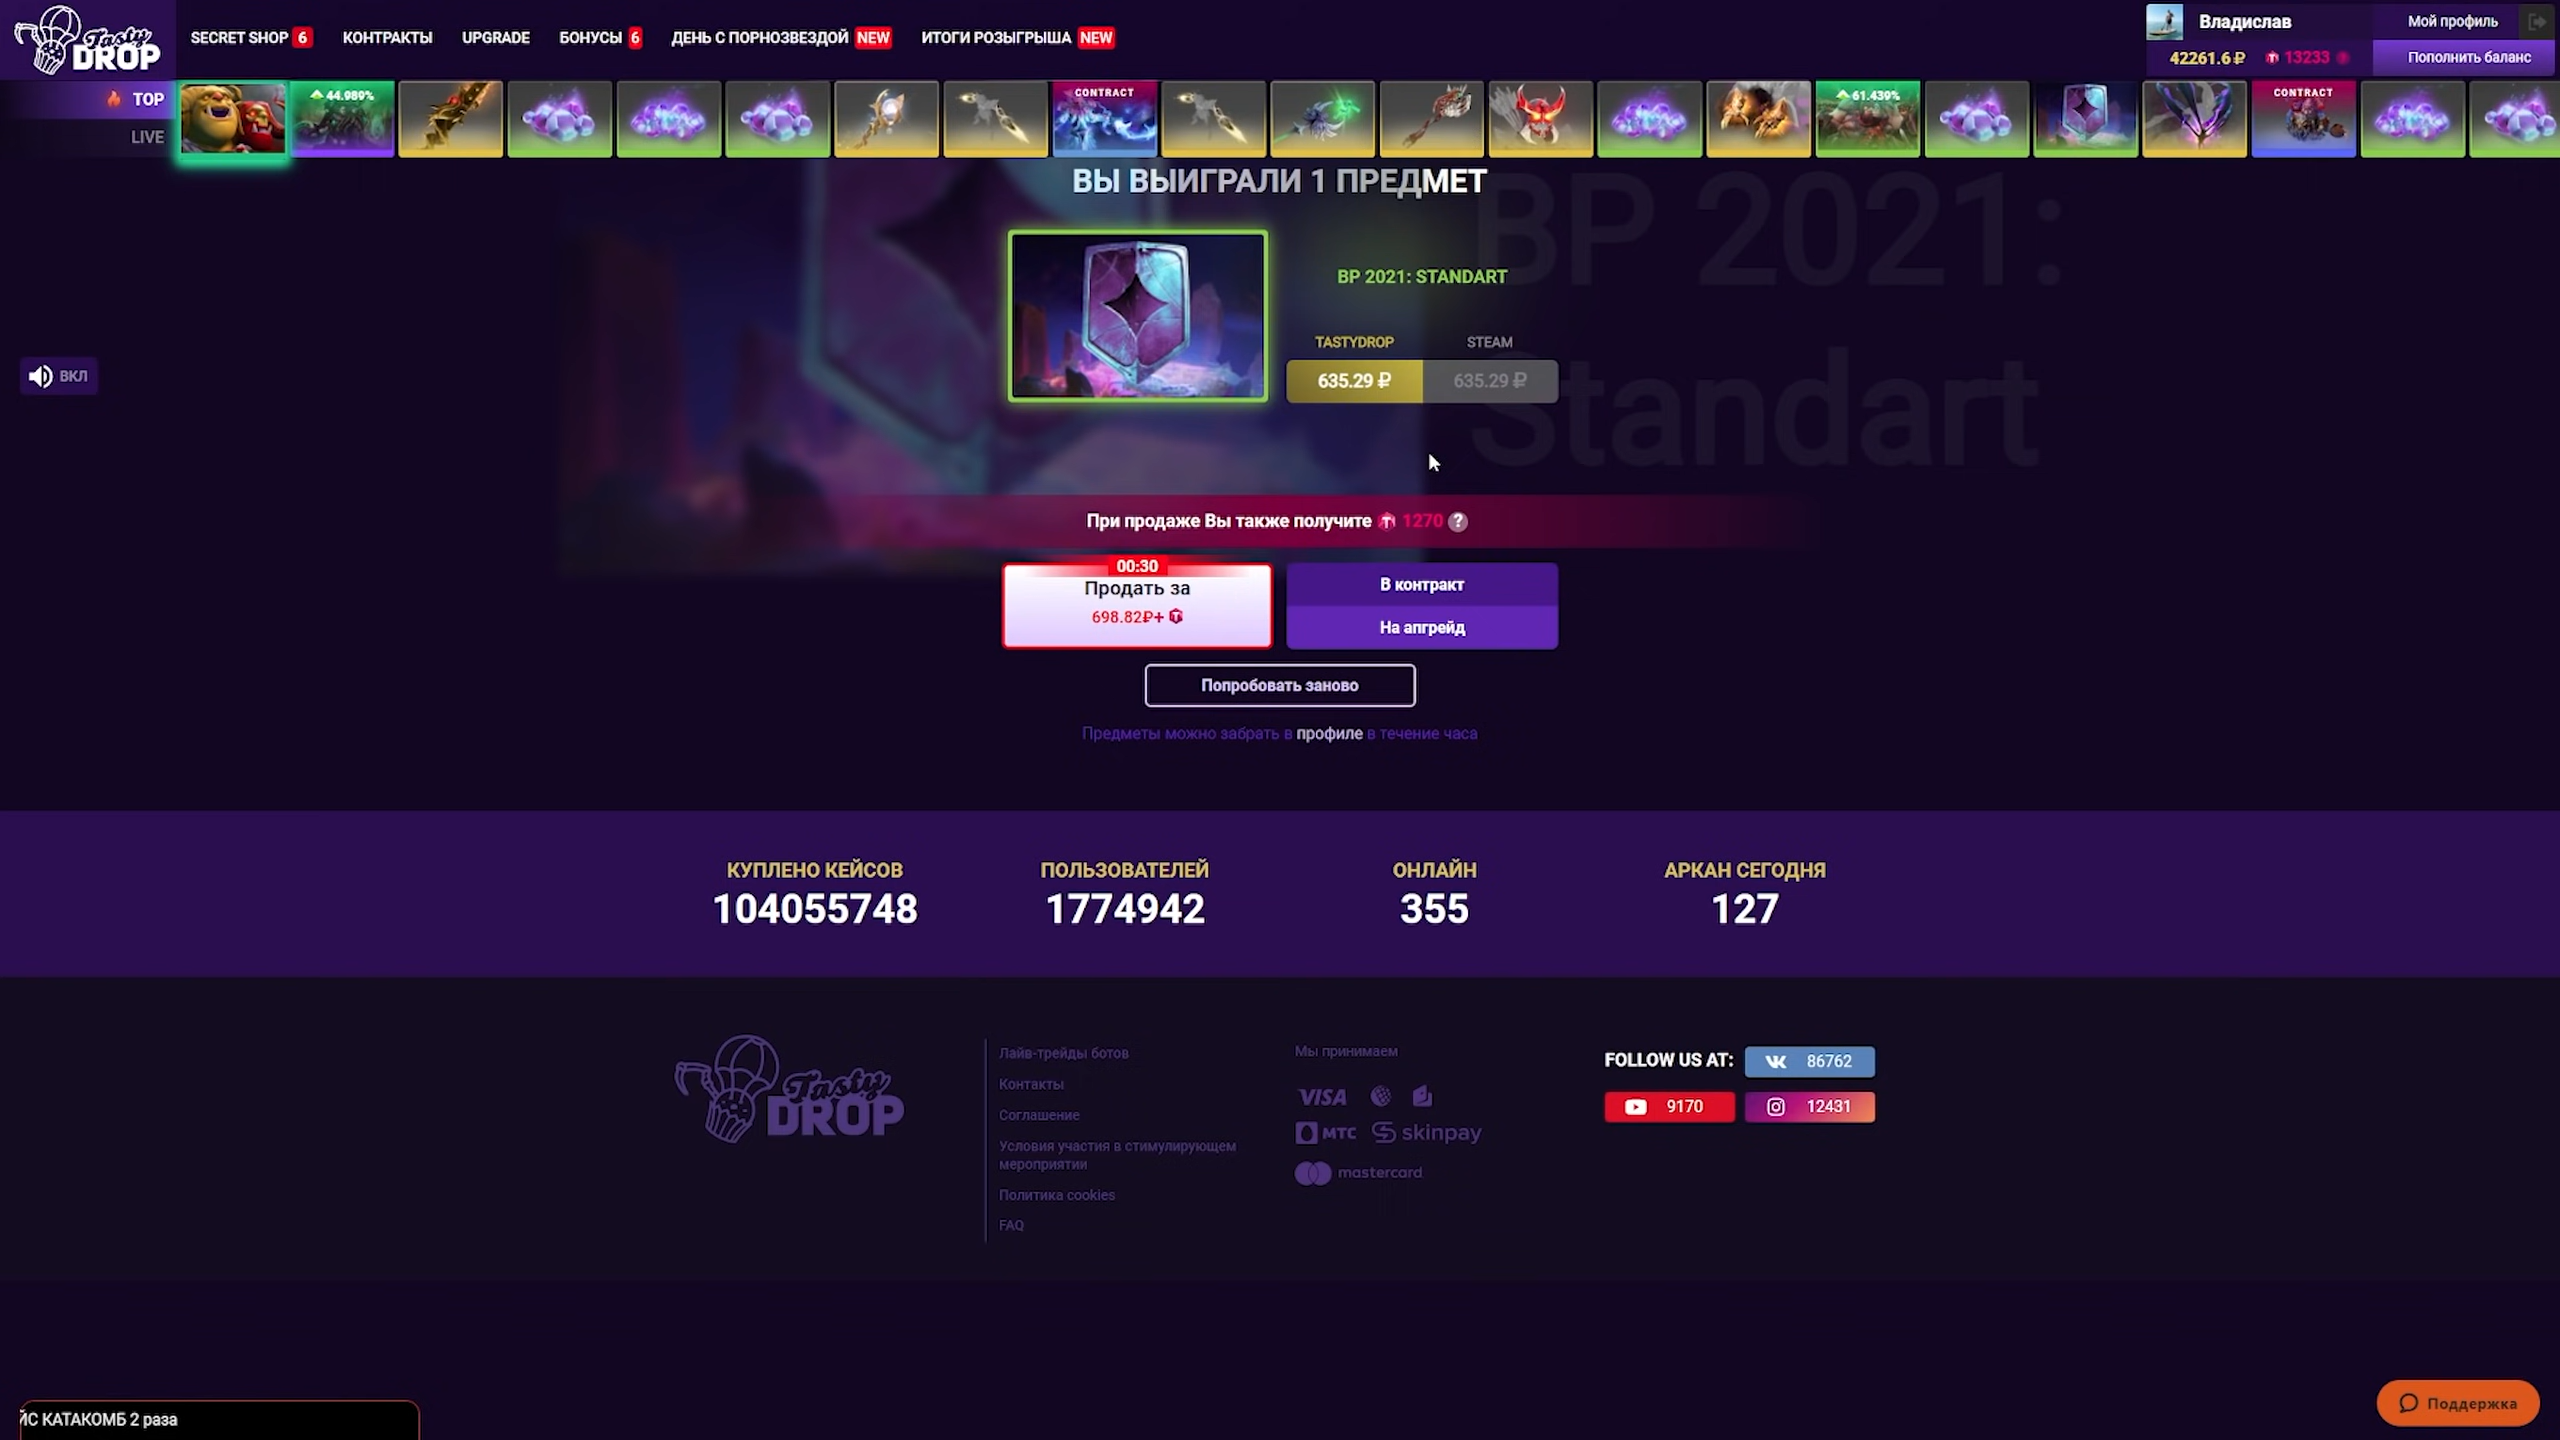 Tasty DROP
SECRET SHOP 6
КОНТРАКТЫ
UPGRADE
БОНУСЫ 6
ДЕНЬ С ПОРНОЗВЕЗДОЙ NEW
ИТОГИ РОЗЫГРЫША NEW
Владислав
Мой профиль
42261.6 ₽
13233
Пополнить баланс
TOP
LIVE
44.989%
CONTRACT
61.439%
CONTRACT
ВЫ ВЫИГРАЛИ 1 ПРЕДМЕТ
BP 2021:
Standart
BP 2021: STANDART
TASTYDROP
STEAM
635.29 ₽
635.29 ₽
ВКЛ
При продаже Вы также получите 1270 ?
00:30
Продать за
698.82₽+
В контракт
На апгрейд
Попробовать заново
Предметы можно забрать в профиле в течение часа
КУПЛЕНО КЕЙСОВ
104055748
ПОЛЬЗОВАТЕЛЕЙ
1774942
ОНЛАЙН
355
АРКАН СЕГОДНЯ
127
Tasty DROP
Лайв-трейды ботов
Контакты
Соглашение
Условия участия в стимулирующем
мероприятии
Политика cookies
FAQ
Мы принимаем
VISA
МТС
skinpay
mastercard
FOLLOW US AT:
86762
9170
12431
ЙС КАТАКОМБ 2 раза
Поддержка